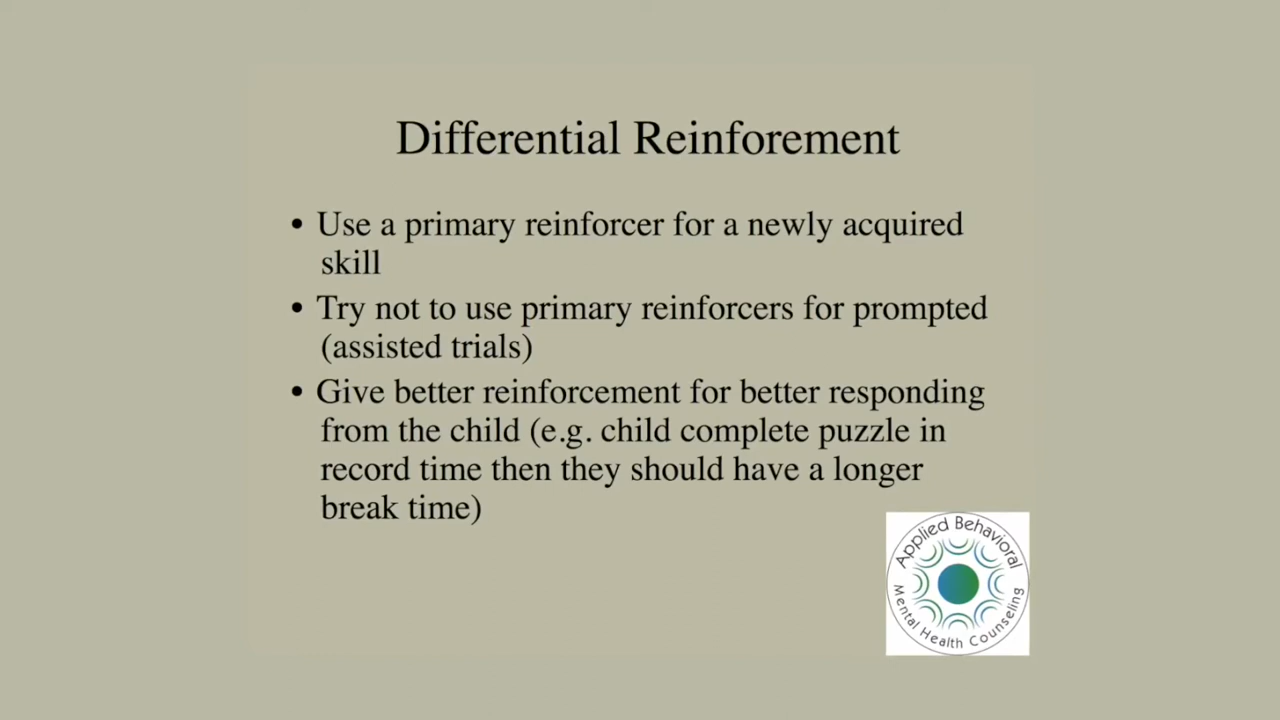 Differential Reinforement
• Use a primary reinforcer for a newly acquired
skill
• Try not to use primary reinforcers for prompted
(assisted trials)
• Give better reinforcement for better responding
from the child (e.g. child complete puzzle in
record time then they should have a longer
break time)
Applied Behavioral
Mental Health Counseling